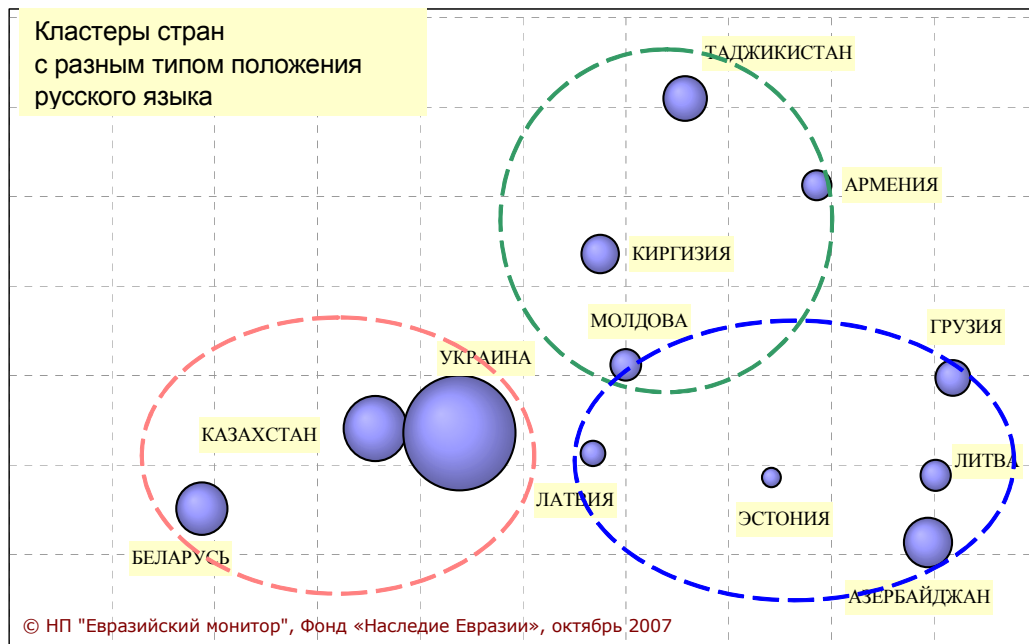 Кластеры стран
с разным типом положения
русского языка
ТАДЖИКИСТАН
АРМЕНИЯ
КИРГИЗИЯ
МОЛДОВА
ГРУЗИЯ
УКРАИНА
КАЗАХСТАН
ЛИТВА
ЛАТВИЯ
ЭСТОНИЯ
БЕЛАРУСЬ
АЗЕРБАЙДЖАН
© НП "Евразийский монитор", Фонд «Наследие Евразии», октябрь 2007